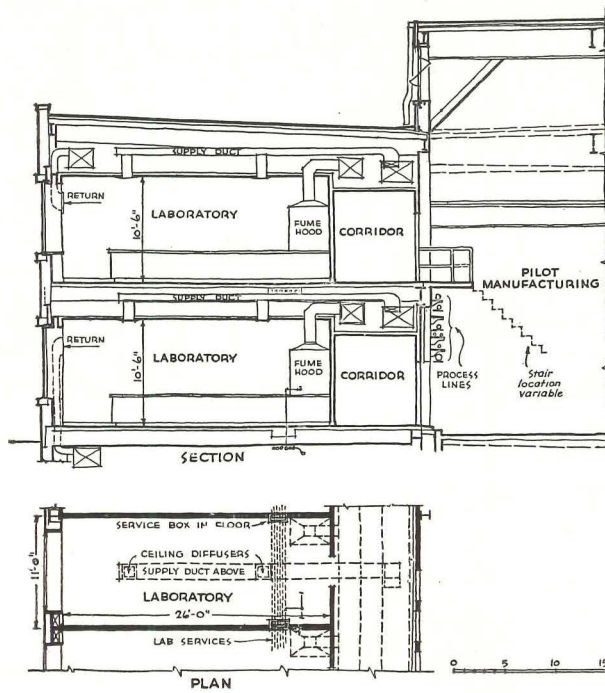 SUPPLY DUCT
RETURN
LABORATORY
10'-6"
FUME
HOOD
CORRIDOR
PILOT
MANUFACTURING
SUPPLY DUCT
RETURN
LABORATORY
10'-6"
FUME
HOOD
CORRIDOR
PROCESS
LINES
Stair
location
variable
SECTION
SERVICE BOX IN FLOOR
11'-0"
CEILING DIFFUSERS
SUPPLY DUCT ABOVE
LABORATORY
26'-0"
LAB SERVICES
PLAN
0 5 10 15